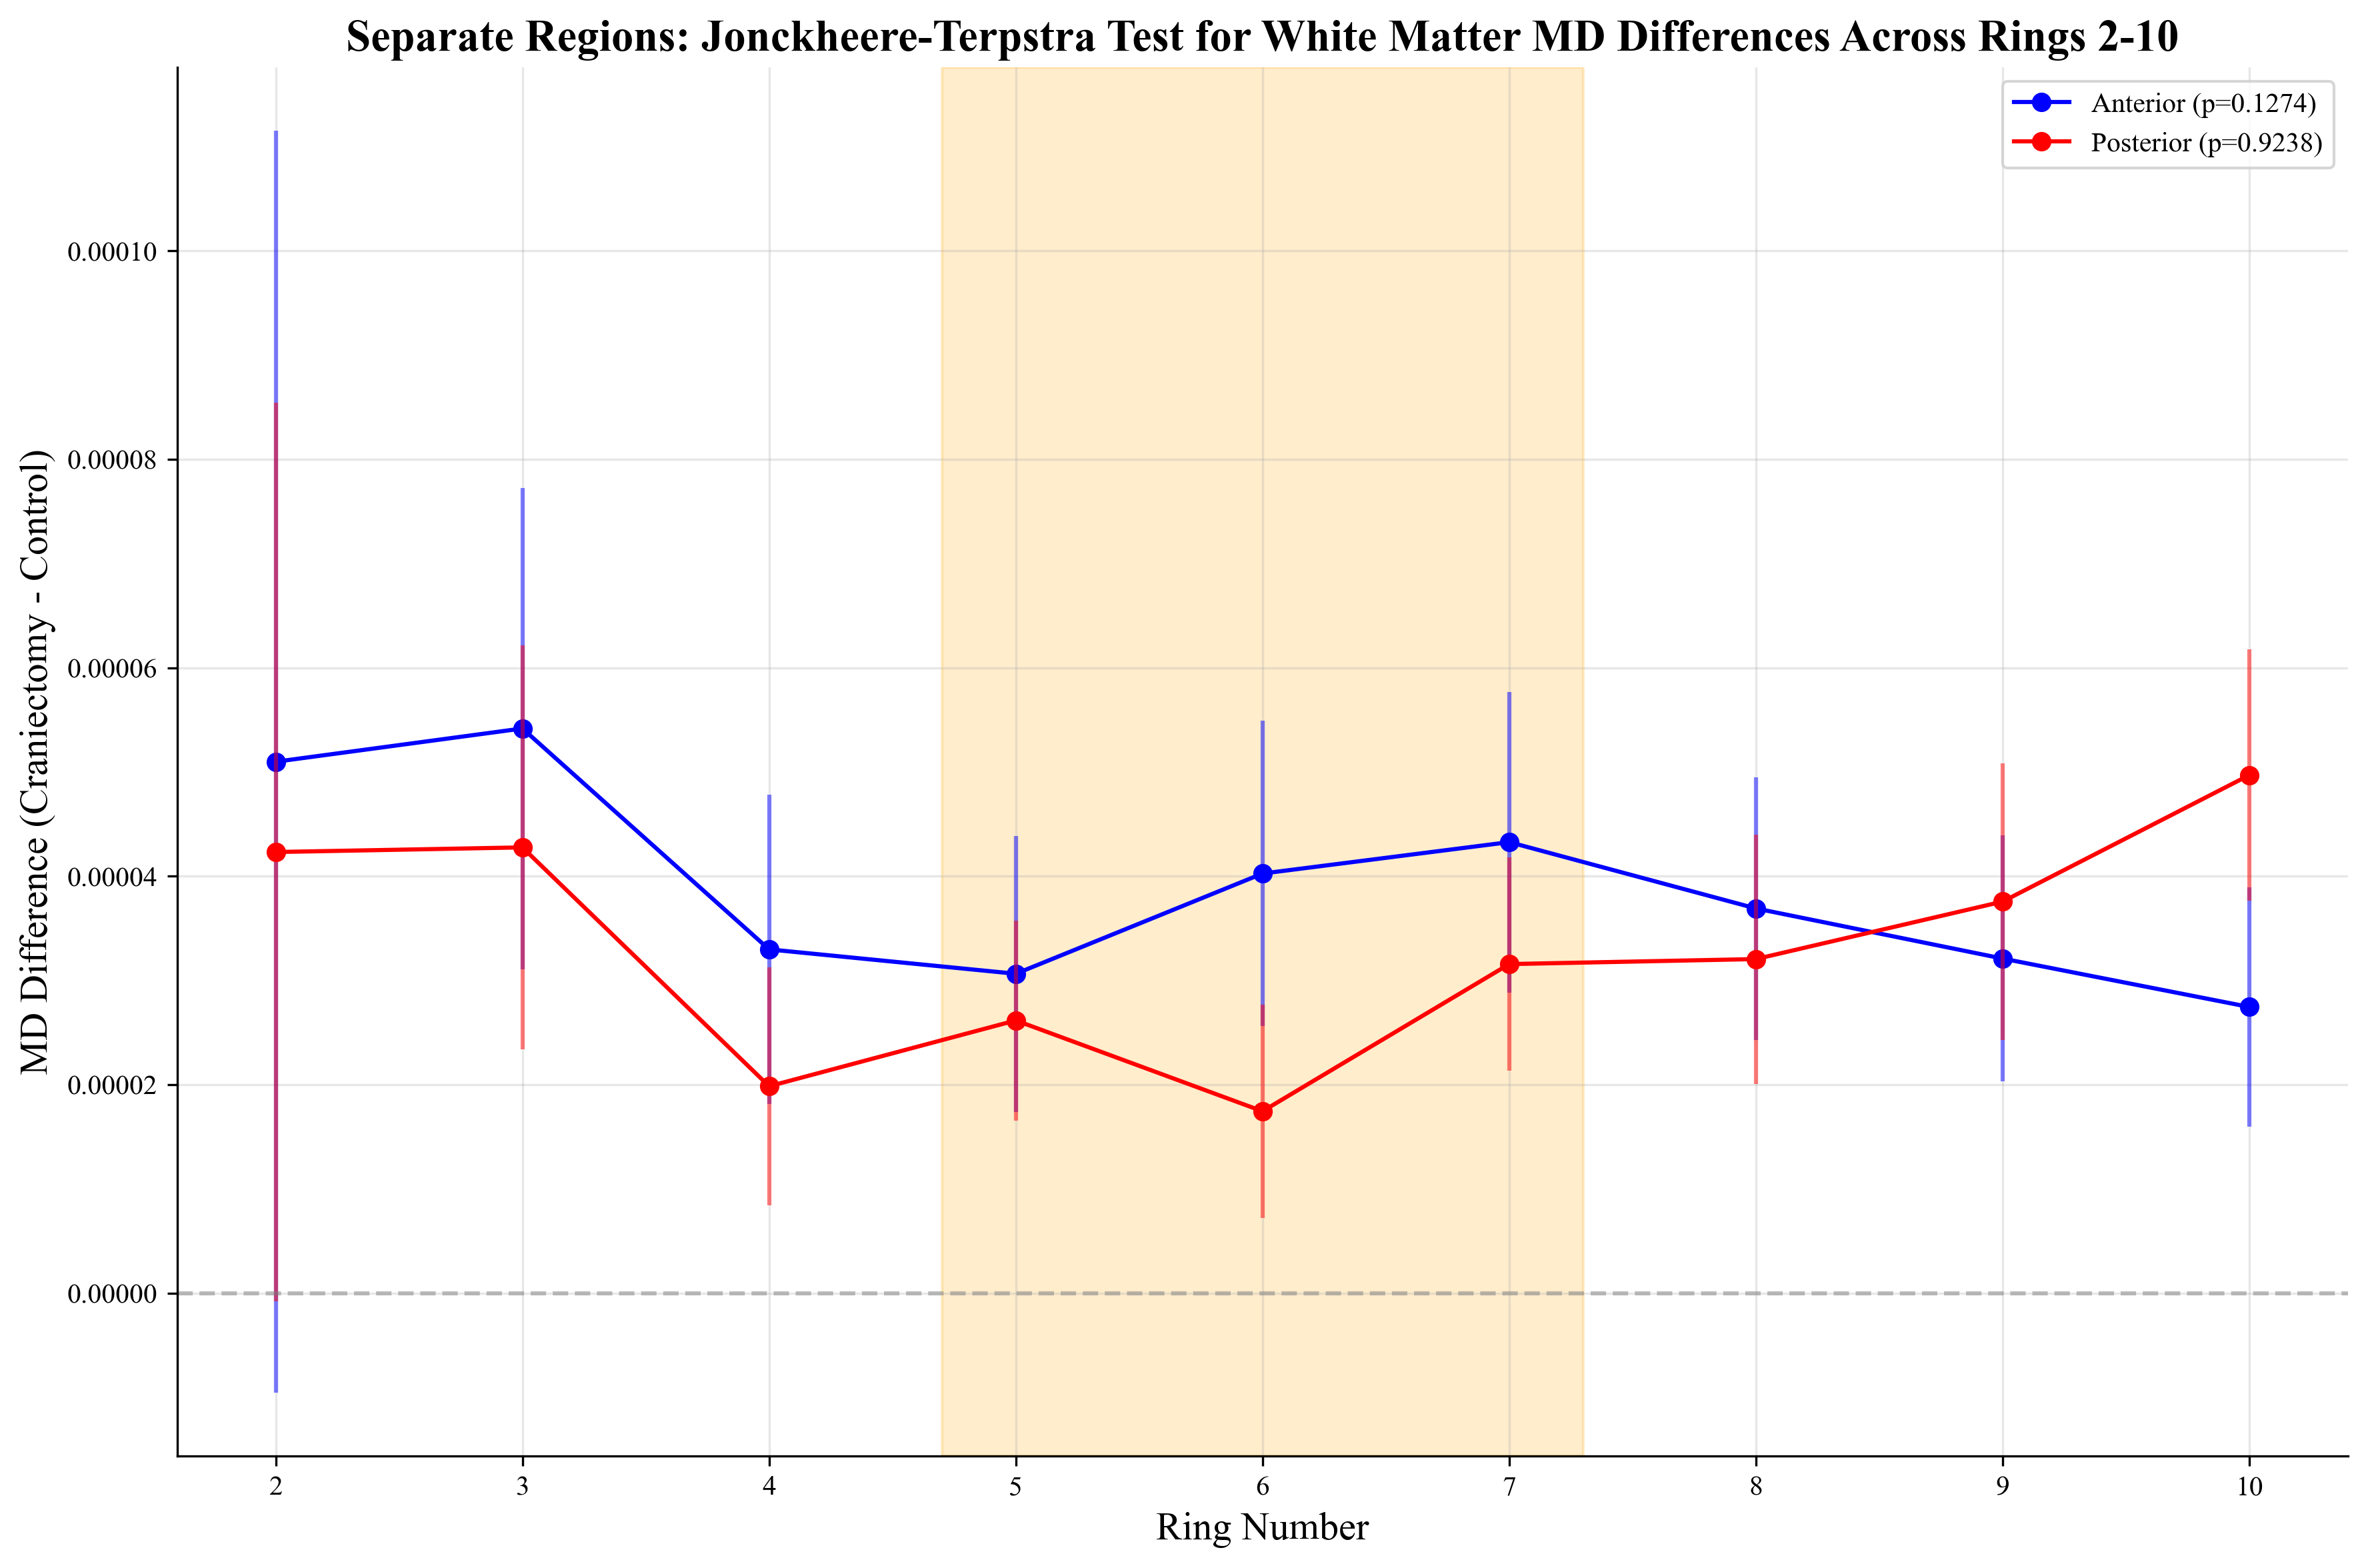 Separate Regions: Jonckheere-Terpstra Test for White Matter MD Differences Across Rings 2-10
Anterior (p=0.1274)
Posterior (p=0.9238)
MD Difference (Craniectomy - Control)
0.00010
0.00008
0.00006
0.00004
0.00002
0.00000
2 3 4 5 6 7 8 9 10
Ring Number